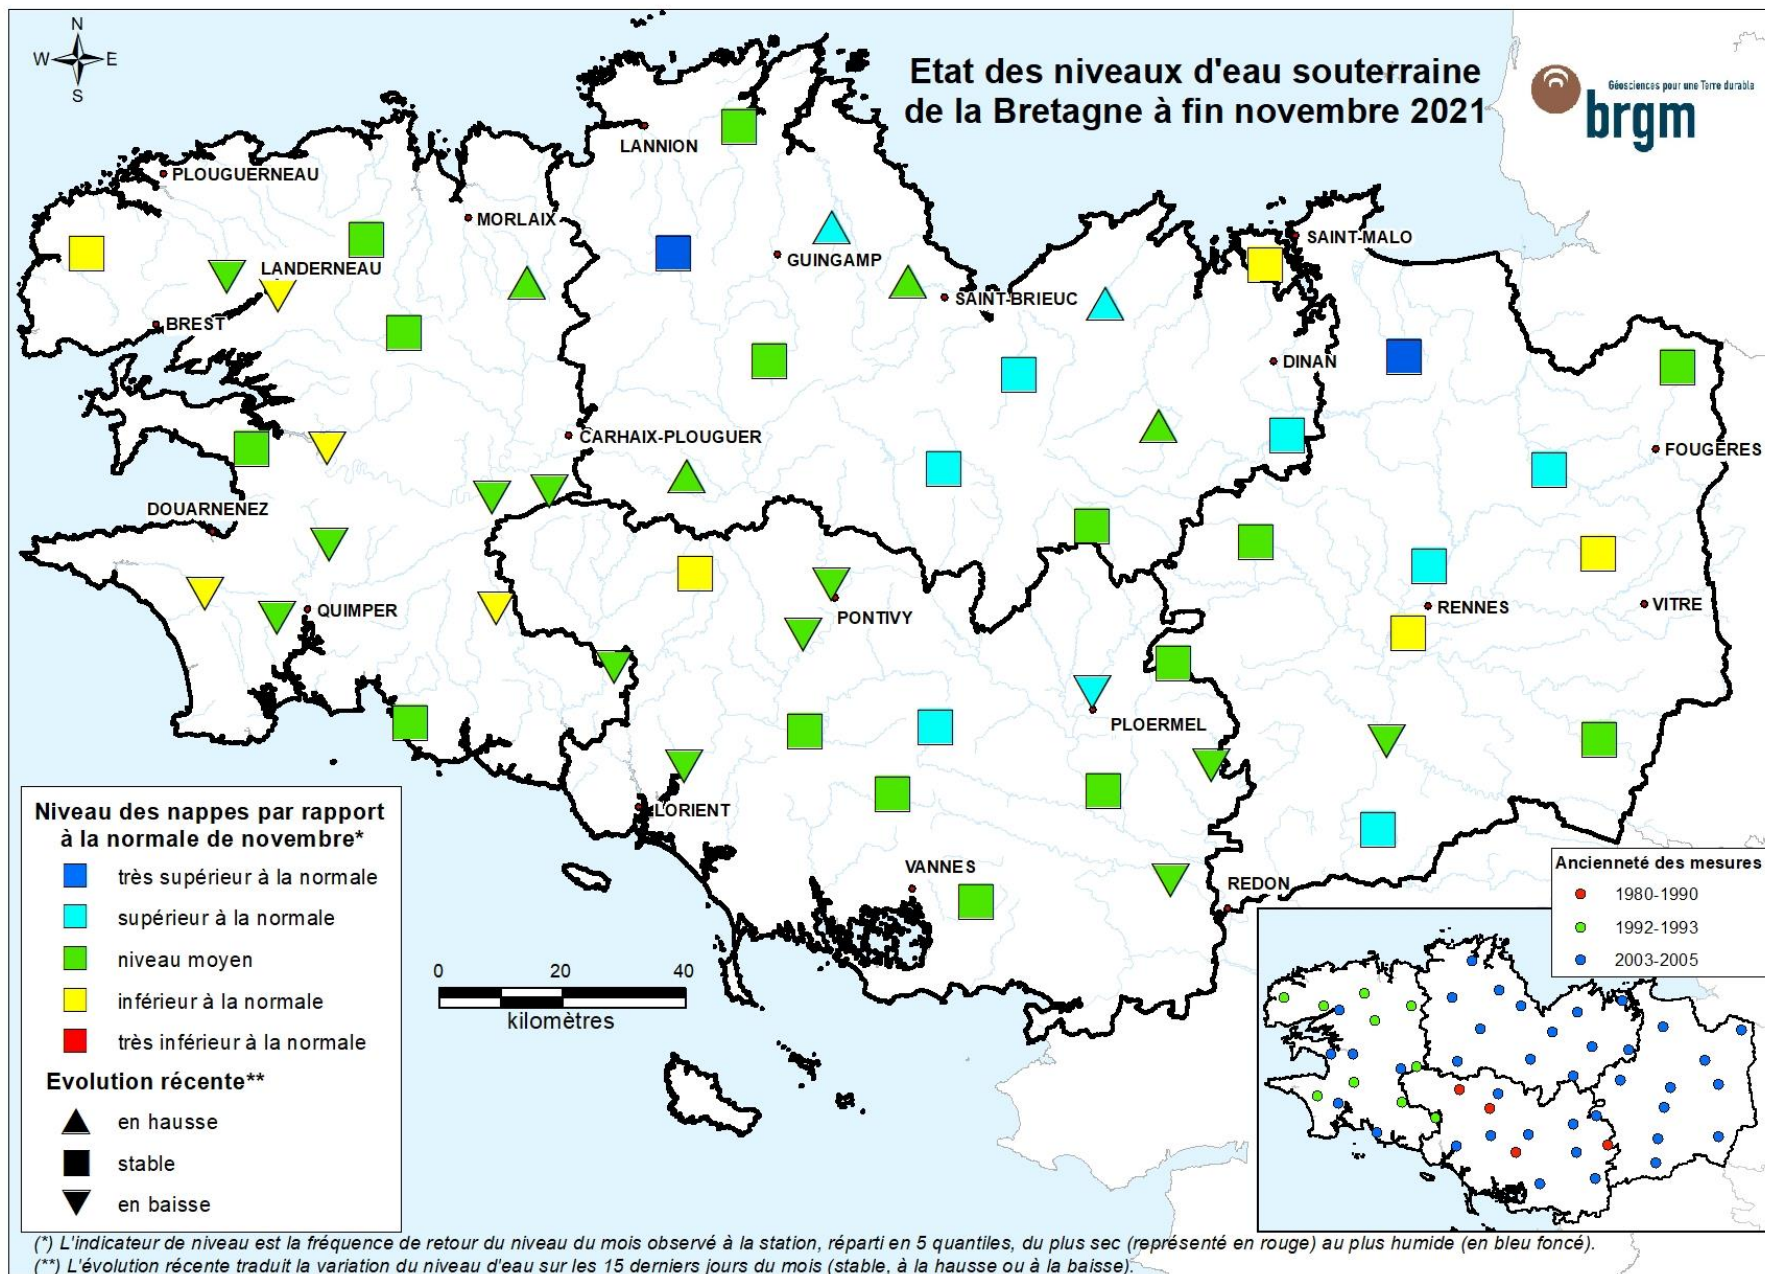 N
W E
S
Etat des niveaux d'eau souterraine
de la Bretagne à fin novembre 2021
Géosciences pour une Terre durable
brgm
LANNION
PLOUGUERNEAU
MORLAIX
SAINT-MALO
GUINGAMP
LANDERNEAU
SAINT-BRIEUC
BREST
DINAN
CARHAIX-PLOUGUER
FOUGERES
DOUARNENEZ
QUIMPER
PONTIVY
RENNES
VITRE
PLOERMEL
LORIENT
VANNES
REDON
Niveau des nappes par rapport
à la normale de novembre*
très supérieur à la normale
supérieur à la normale
niveau moyen
inférieur à la normale
très inférieur à la normale
Evolution récente**
en hausse
stable
en baisse
0 20 40
kilomètres
Ancienneté des mesures
1980-1990
1992-1993
2003-2005
(*) L'indicateur de niveau est la fréquence de retour du niveau du mois observé à la station, réparti en 5 quantiles, du plus sec (représenté en rouge) au plus humide (en bleu foncé).
(**) L'évolution récente traduit la variation du niveau d'eau sur les 15 derniers jours du mois (stable, à la hausse ou à la baisse).